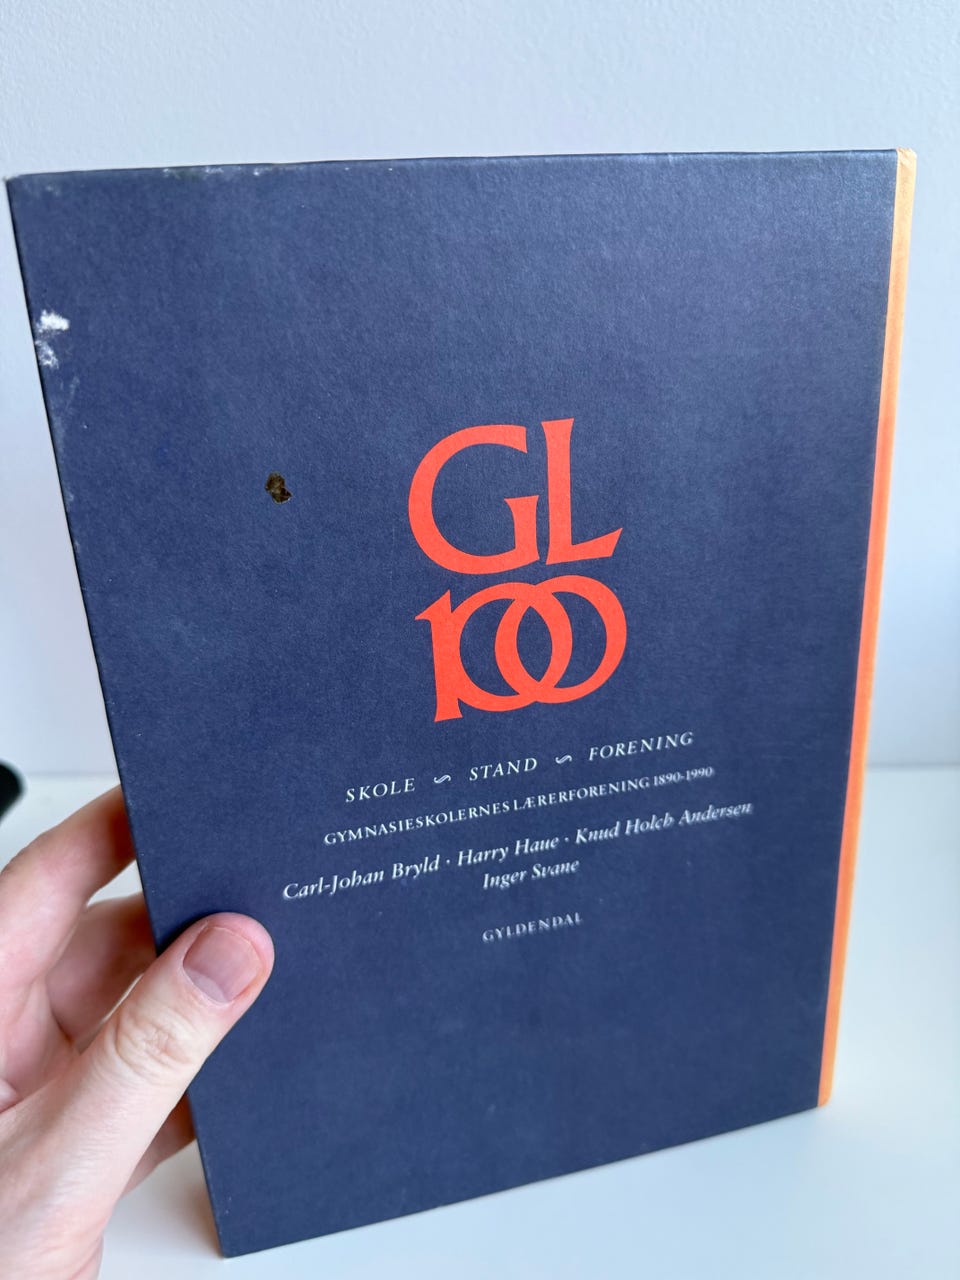 GL
100
SKOLE ~ STAND ~ FORENING
GYMNASIESKOLERNES LÆRERFORENING 1890-1990
Carl-Johan Bryld · Harry Haue · Knud Holch Andersen
Inger Svane
GYLDENDAL